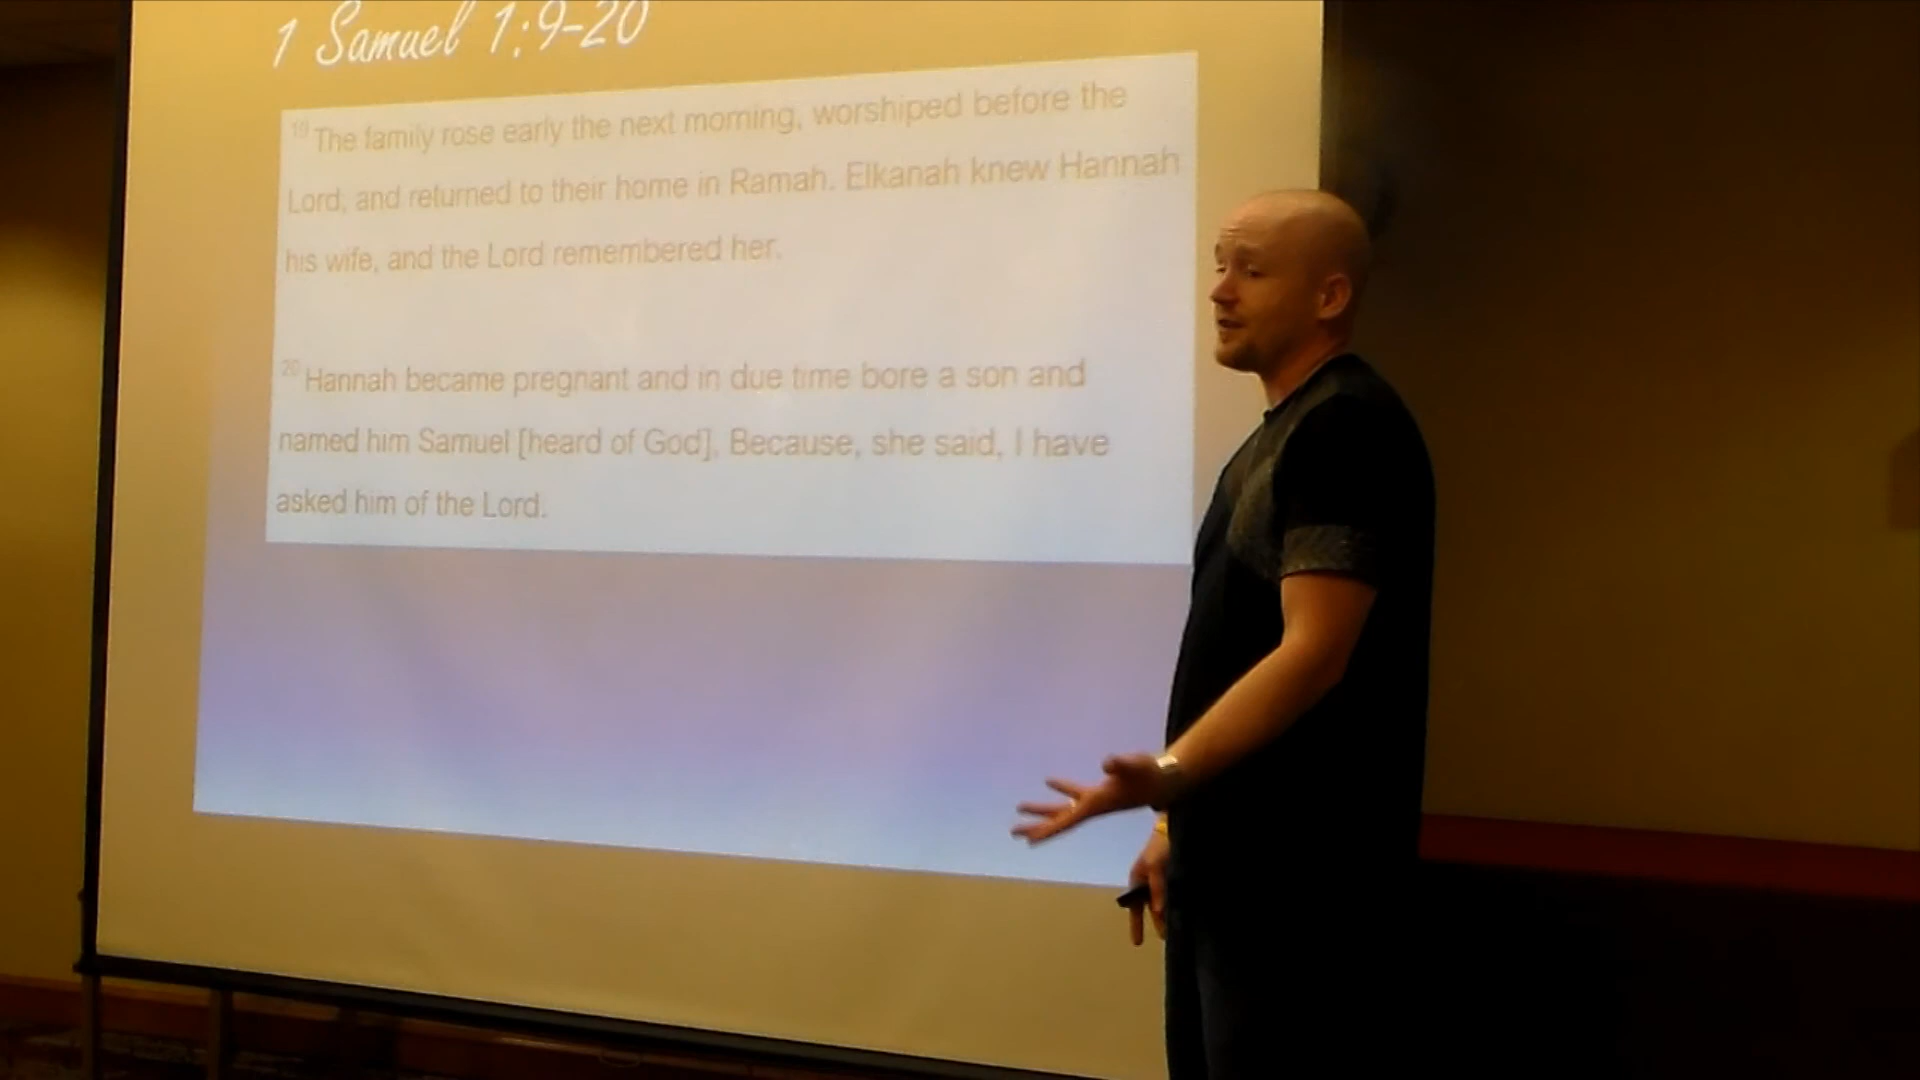 1 Samuel 1:9-20
19 The family rose early the next morning, worshiped before the
Lord, and returned to their home in Ramah. Elkanah knew Hannah
his wife, and the Lord remembered her.
20 Hannah became pregnant and in due time bore a son and
named him Samuel [heard of God], Because, she said, I have
asked him of the Lord.